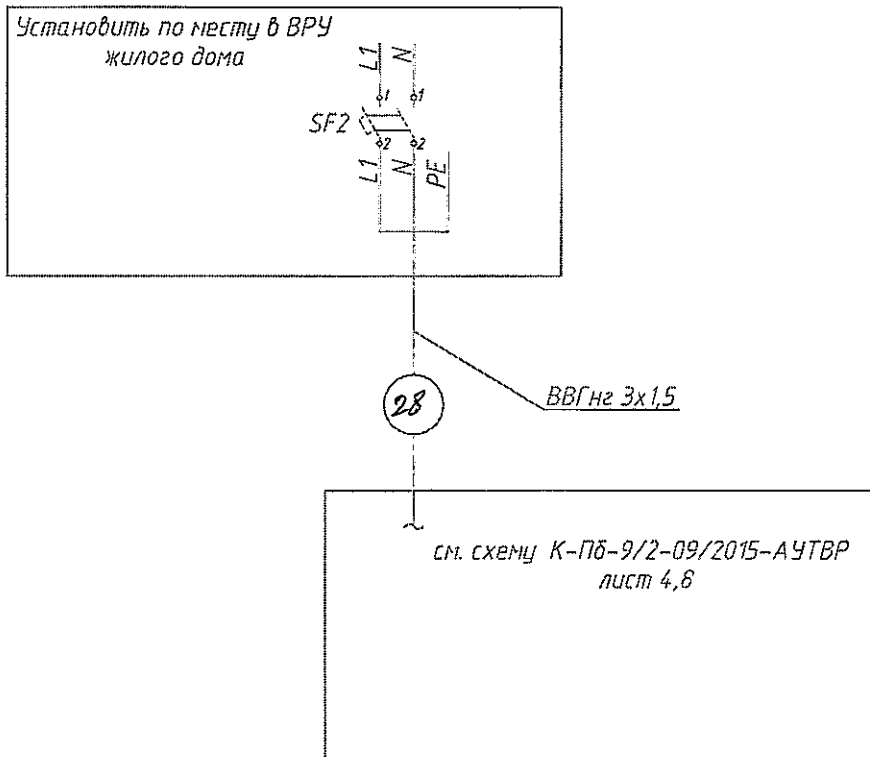 Установить по месту в ВРУ
жилого дома
L1 N
1 1
SF2
2 2
L1 N PE
28
ВВГнг 3х1,5
см. схему К-Пб-9/2-09/2015-АУТВР
лист 4,8